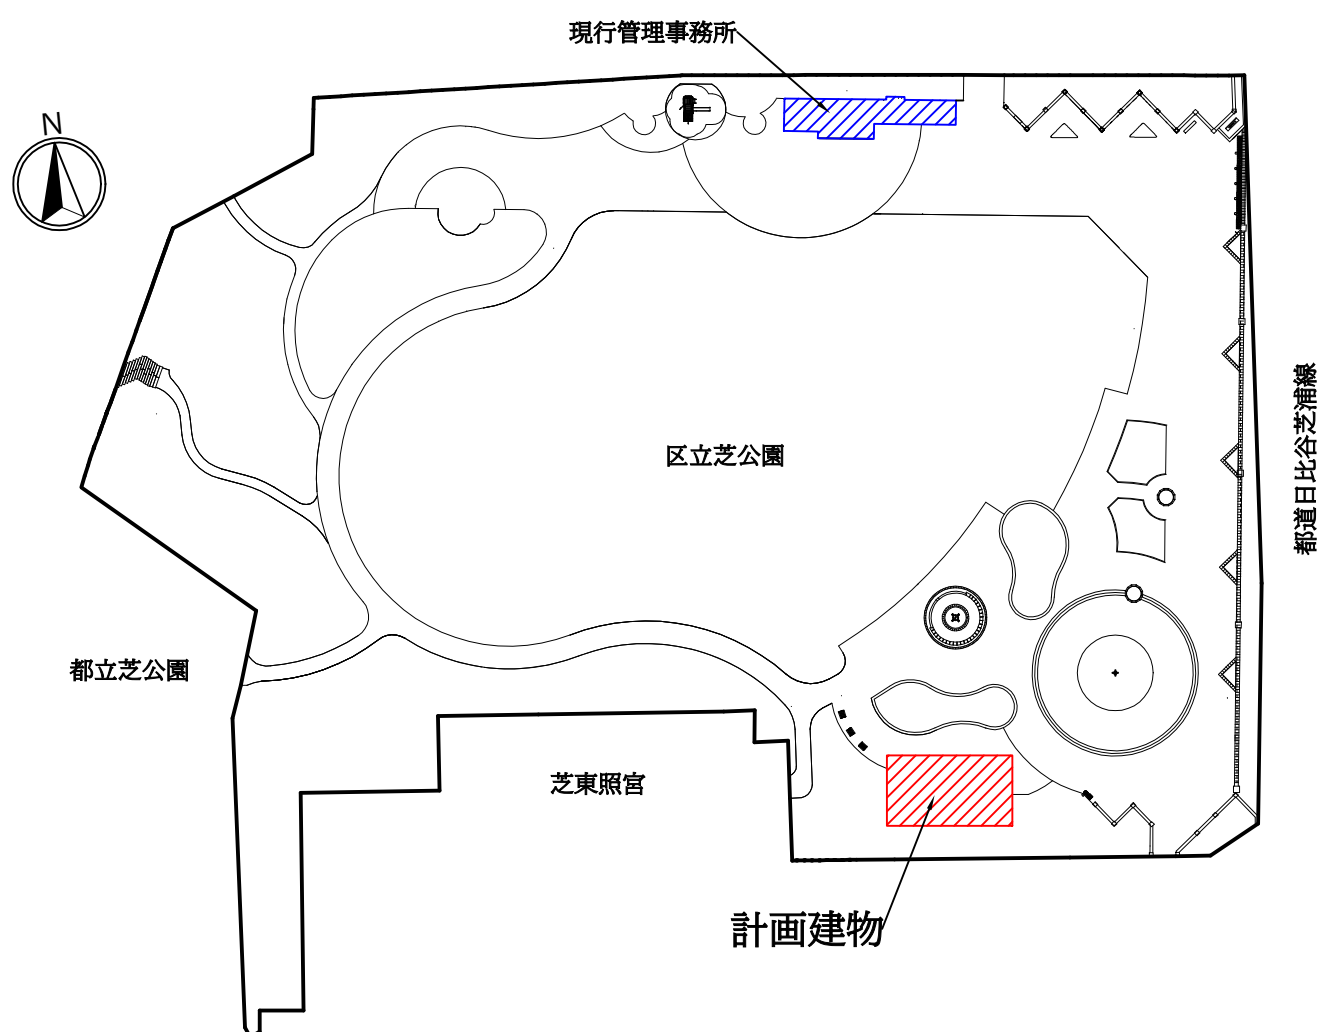 現行管理事務所
N
都道日比谷芝浦線
区立芝公園
都立芝公園
芝東照宮
計画建物